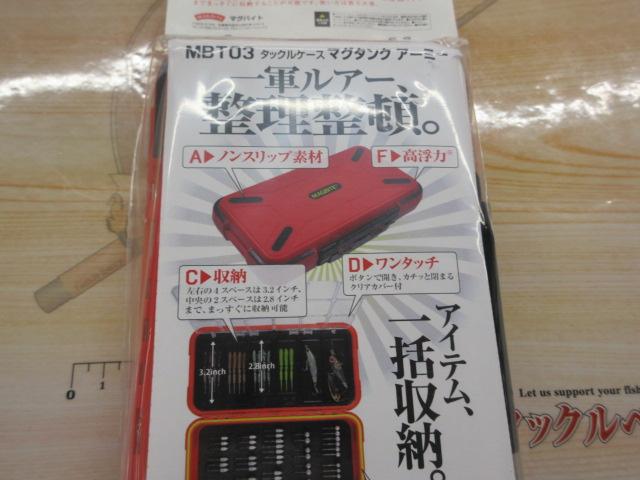 マグバイト
MBT03 タックルケース マグタンク アーミー
一軍ルアー
整理整頓。
A▶ノンスリップ素材
F▶高浮力※
MAGBITE
C▶収納
左右の4スペースは3.2インチ、
中央の2スペースは2.8インチ
まで、まっすぐに収納可能
D▶ワンタッチ
ボタンで開き、カチッと閉まる
クリアカバー付
アイテム、
一括収納。
3.2inch
2.8inch
0 1
Let us support your fish
タックルベ